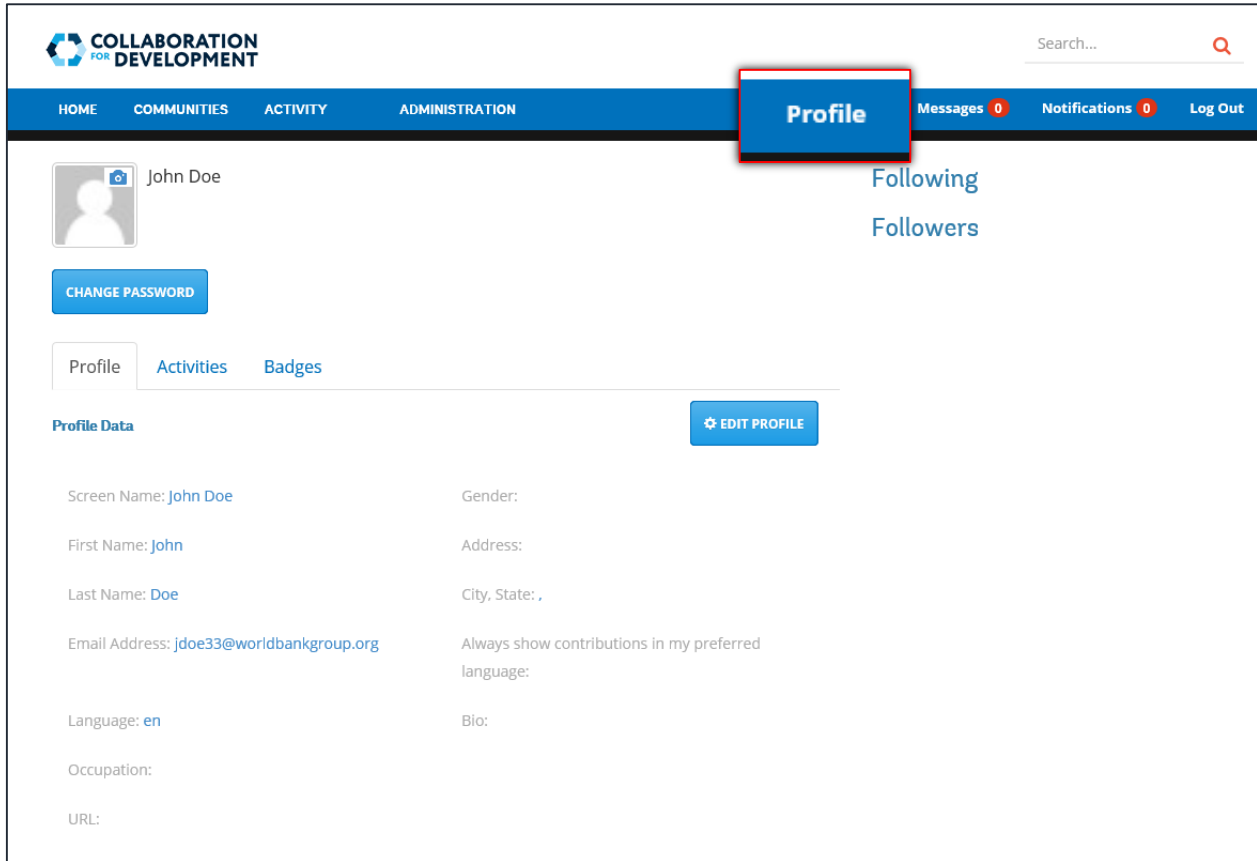 COLLABORATION
FOR DEVELOPMENT
Search...
HOME COMMUNITIES ACTIVITY ADMINISTRATION Profile Messages 0 Notifications 0 Log Out
John Doe
Following
Followers
CHANGE PASSWORD
Profile Activities Badges
Profile Data
EDIT PROFILE
Screen Name: John Doe
Gender:
First Name: John
Address:
Last Name: Doe
City, State: ,
Email Address: jdoe33@worldbankgroup.org
Always show contributions in my preferred
language:
Language: en
Bio:
Occupation:
URL: